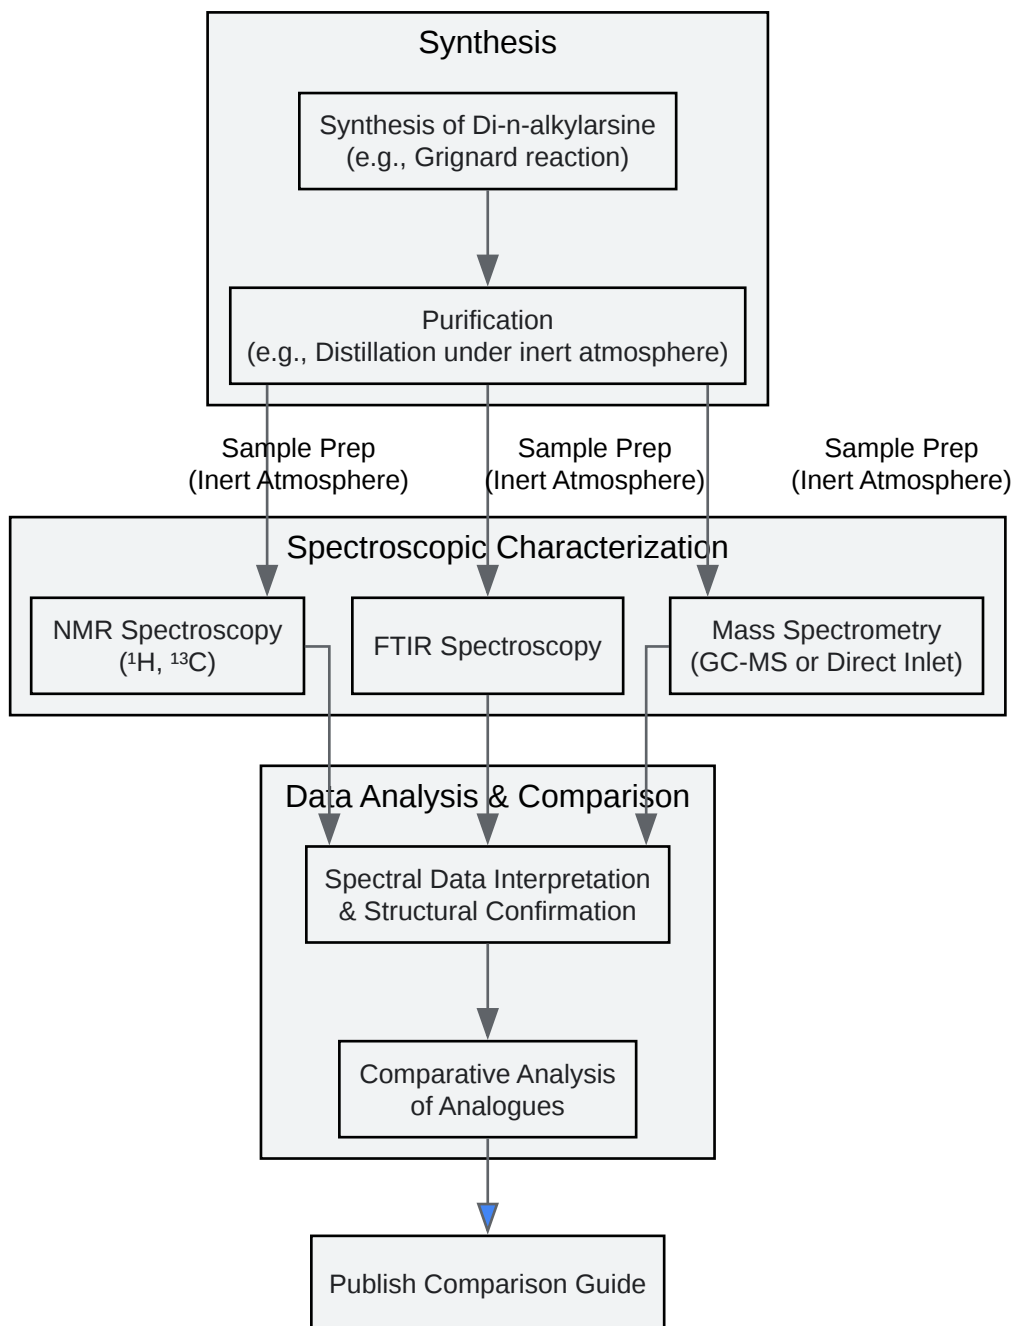 Synthesis
Synthesis of Di-n-alkylarsine
(e.g., Grignard reaction)
Purification
(e.g., Distillation under inert atmosphere)
Sample Prep
(Inert Atmosphere)
Sample Prep
(Inert Atmosphere)
Sample Prep
(Inert Atmosphere)
Spectroscopic Characterization
NMR Spectroscopy
(¹H, ¹³C)
FTIR Spectroscopy
Mass Spectrometry
(GC-MS or Direct Inlet)
Data Analysis & Comparison
Spectral Data Interpretation
& Structural Confirmation
Comparative Analysis
of Analogues
Publish Comparison Guide